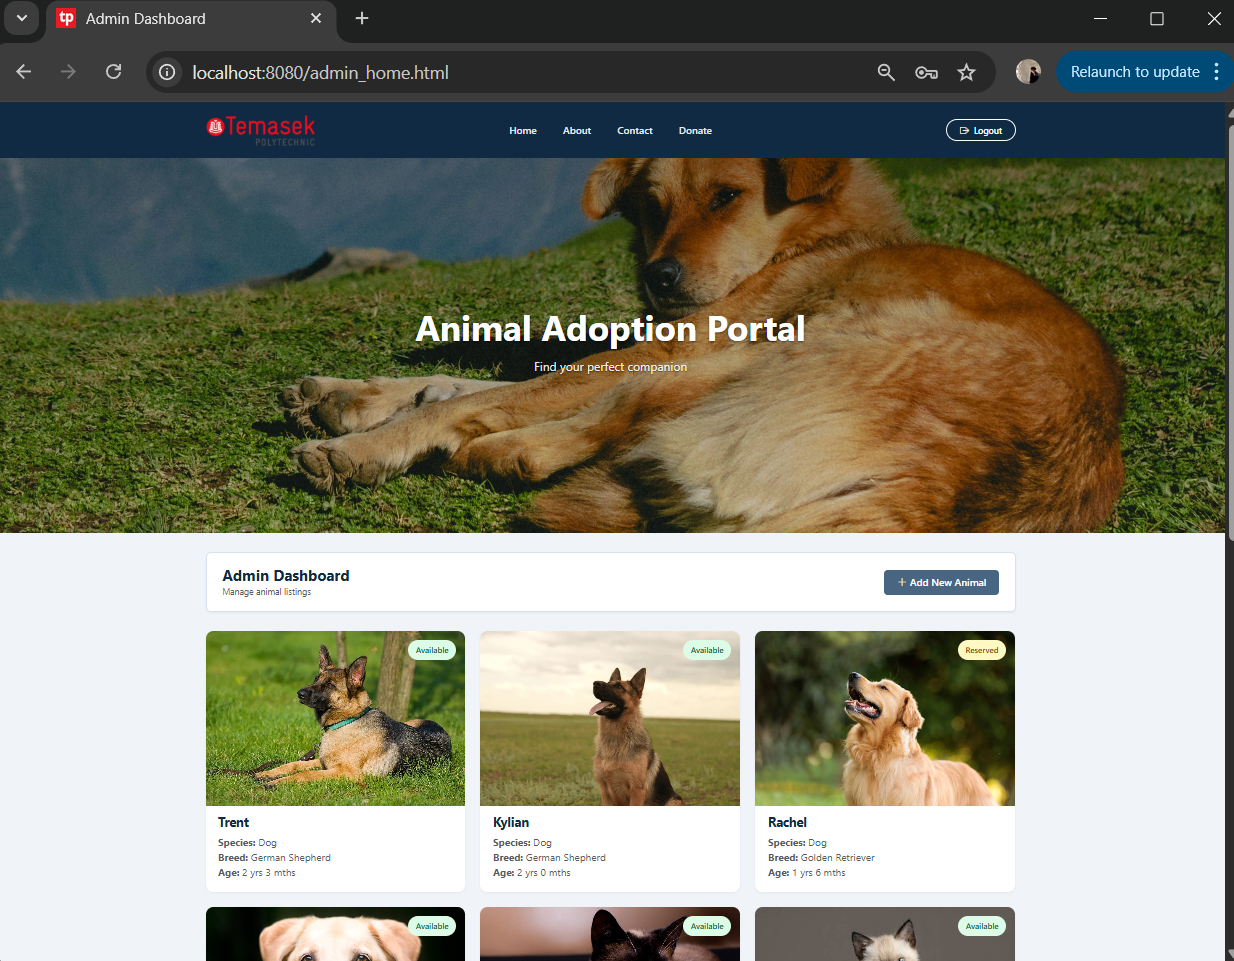 tp Admin Dashboard
localhost:8080/admin_home.html
Relaunch to update
Temasek
POLYTECHNIC
Home About Contact Donate
Logout
Animal Adoption Portal
Find your perfect companion
Admin Dashboard
Manage animal listings
+ Add New Animal
Available
Trent
Species: Dog
Breed: German Shepherd
Age: 2 yrs 3 mths
Available
Kylian
Species: Dog
Breed: German Shepherd
Age: 2 yrs 0 mths
Reserved
Rachel
Species: Dog
Breed: Golden Retriever
Age: 1 yrs 6 mths
Available
Available
Available